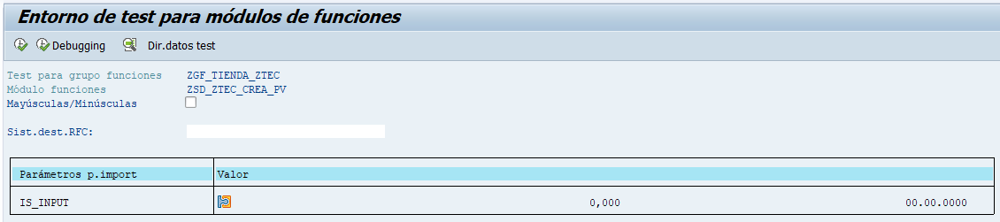 Entorno de test para módulos de funciones
Debugging Dir.datos test
Test para grupo funciones ZGF_TIENDA_ZTEC
Módulo funciones ZSD_ZTEC_CREA_PV
Mayúsculas/Minúsculas
Sist.dest.RFC:
Parámetros p.import Valor
IS_INPUT 0,000 00.00.0000